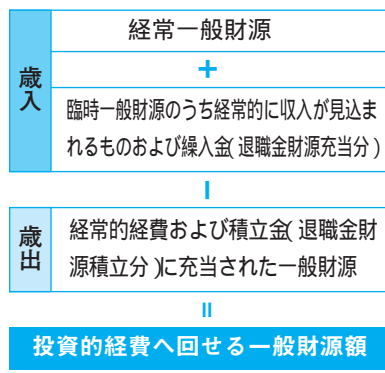 歳入
経常一般財源
+
臨時一般財源のうち経常的に収入が見込ま
れるものおよび繰入金(退職金財源充当分)
-
歳出
経常的経費および積立金(退職金財
源積立分)に充当された一般財源
=
投資的経費へ回せる一般財源額